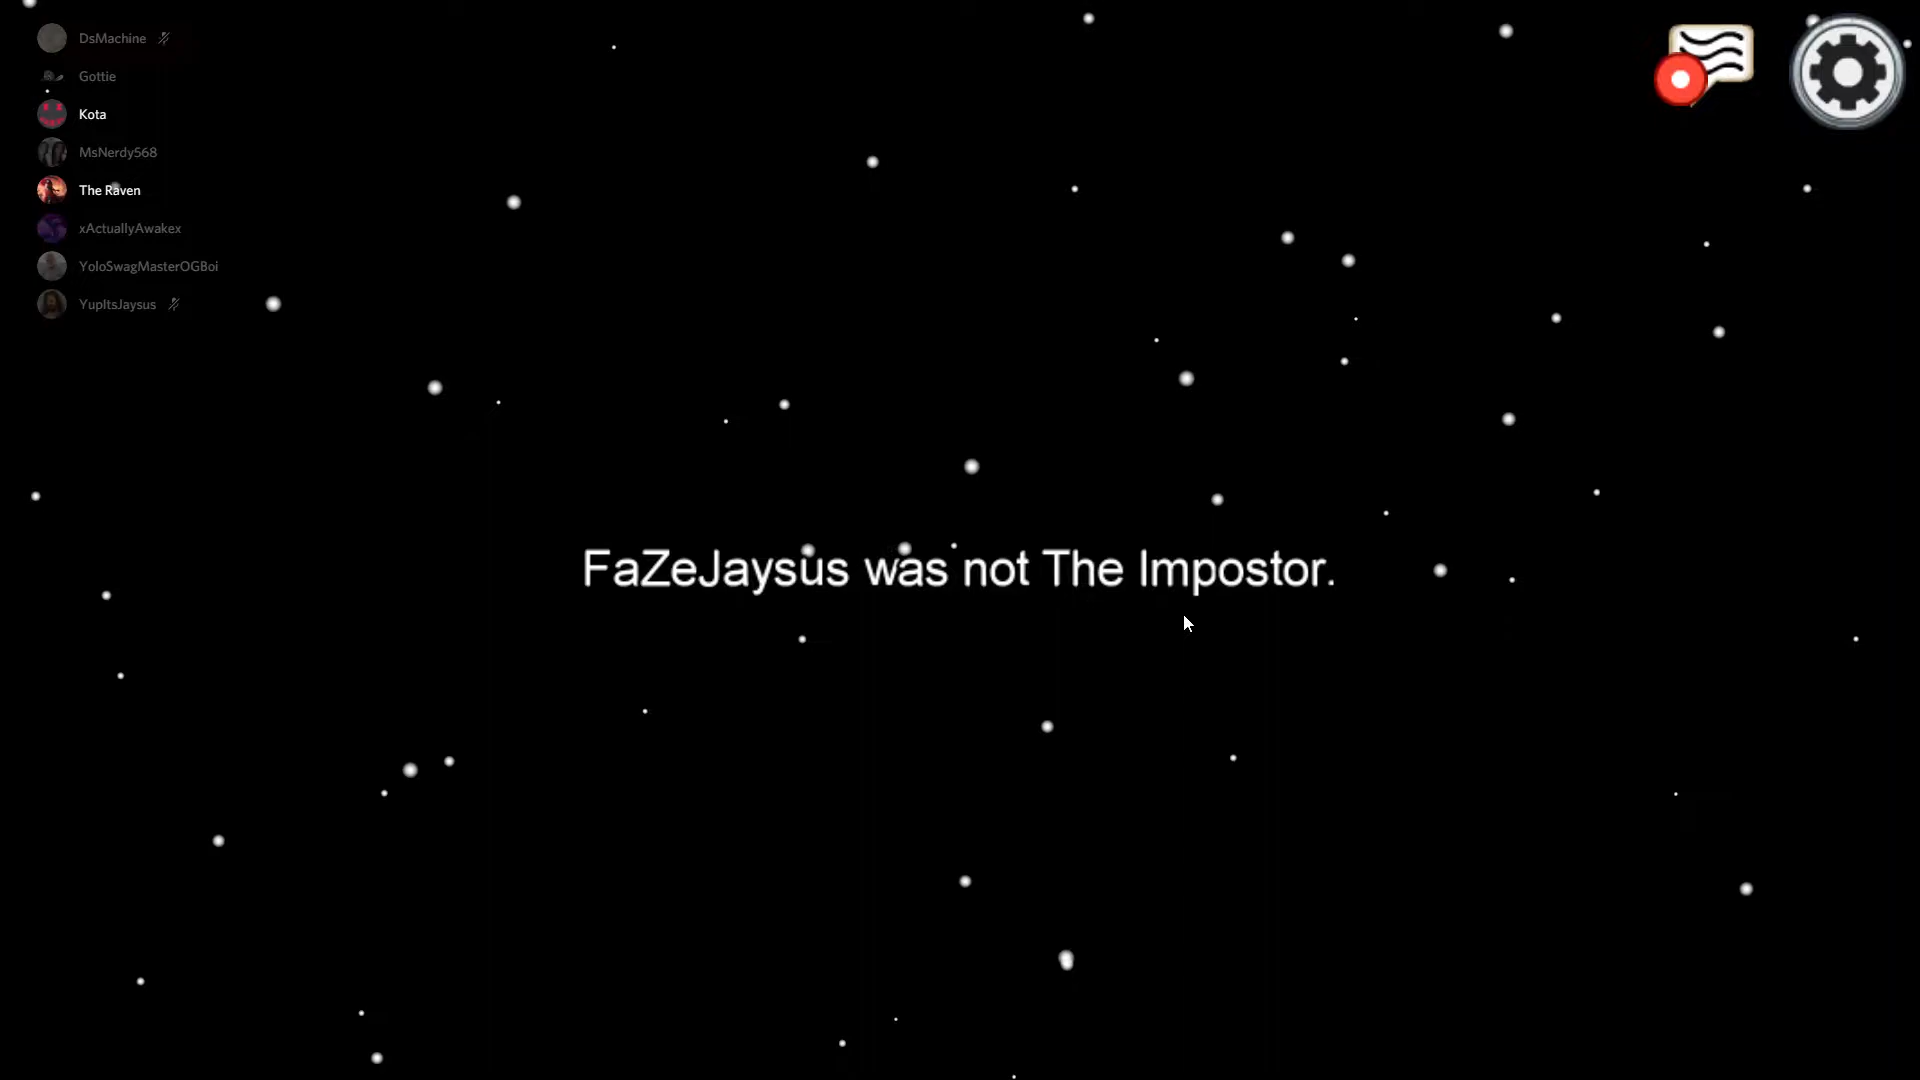 DsMachine
Gottie
Kota
MsNerdy568
The Raven
xActuallyAwakex
YoloSwagMasterOGBoi
YupItsJaysus
FaZeJaysus was not The Impostor.